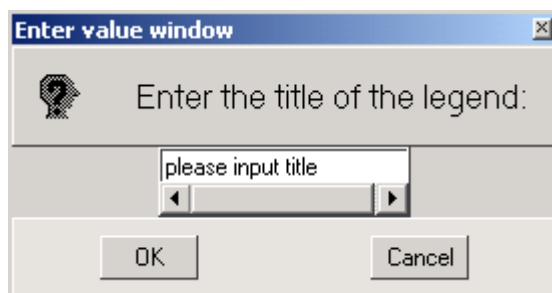 Enter value window
Enter the title of the legend:
please input title
OK
Cancel